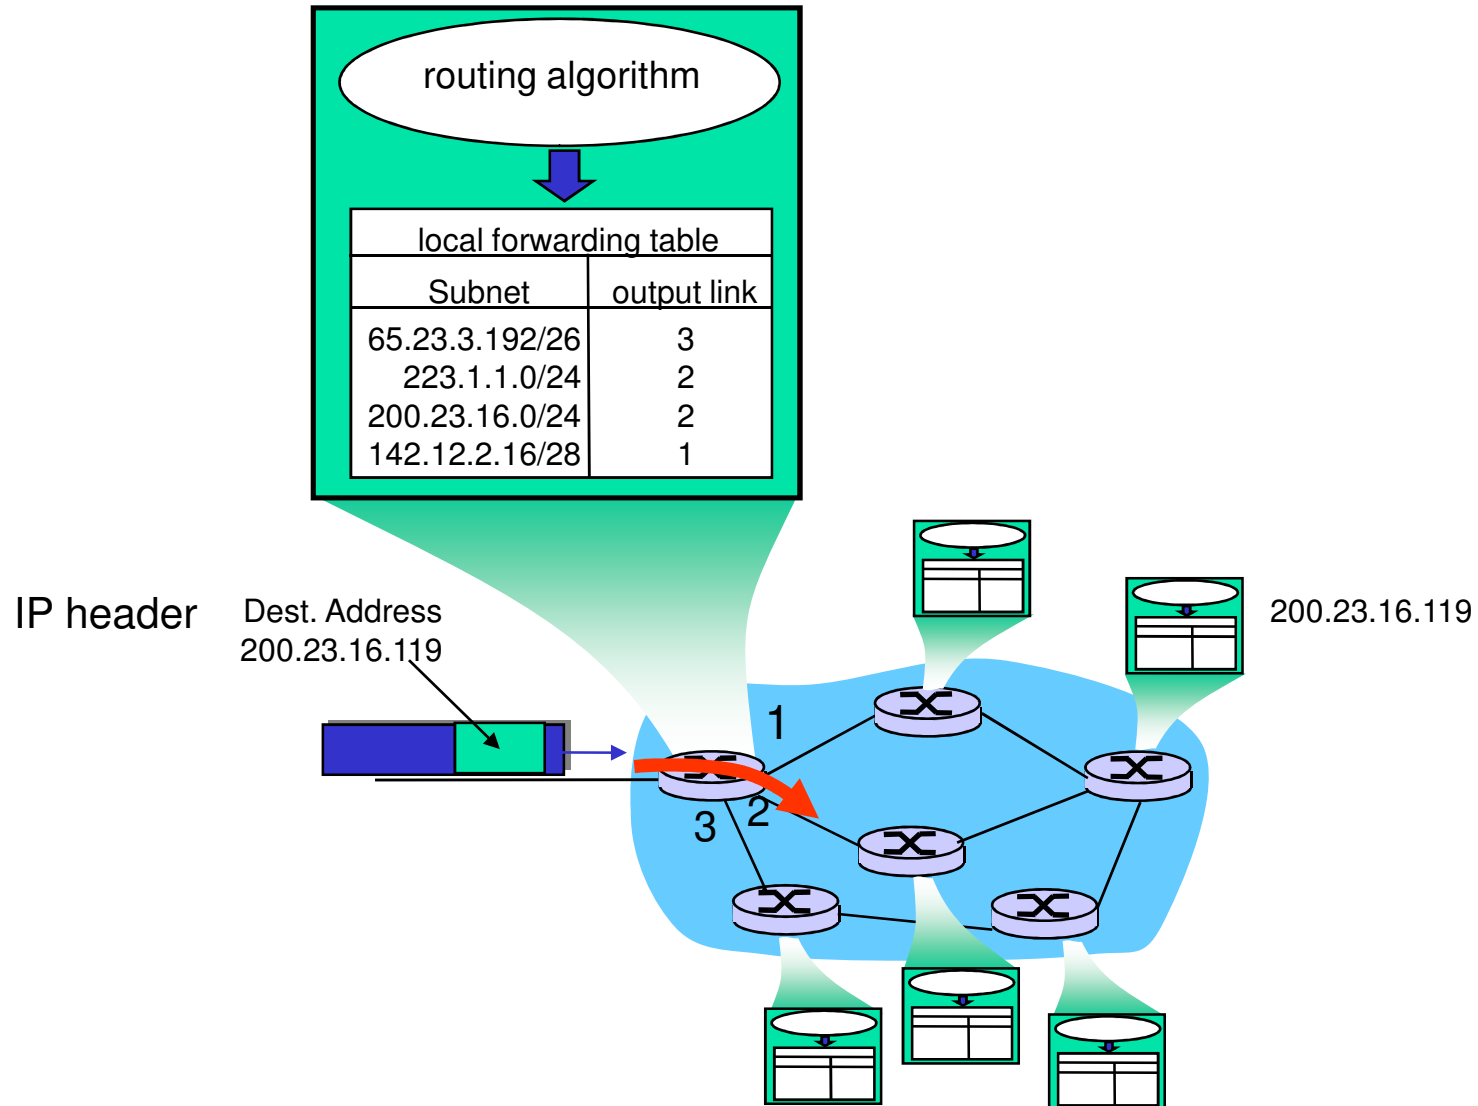 routing algorithm
local forwarding table
Subnet output link
65.23.3.192/26 3
223.1.1.0/24 2
200.23.16.0/24 2
142.12.2.16/28 1
IP header
Dest. Address
200.23.16.119
200.23.16.119
1
2
3